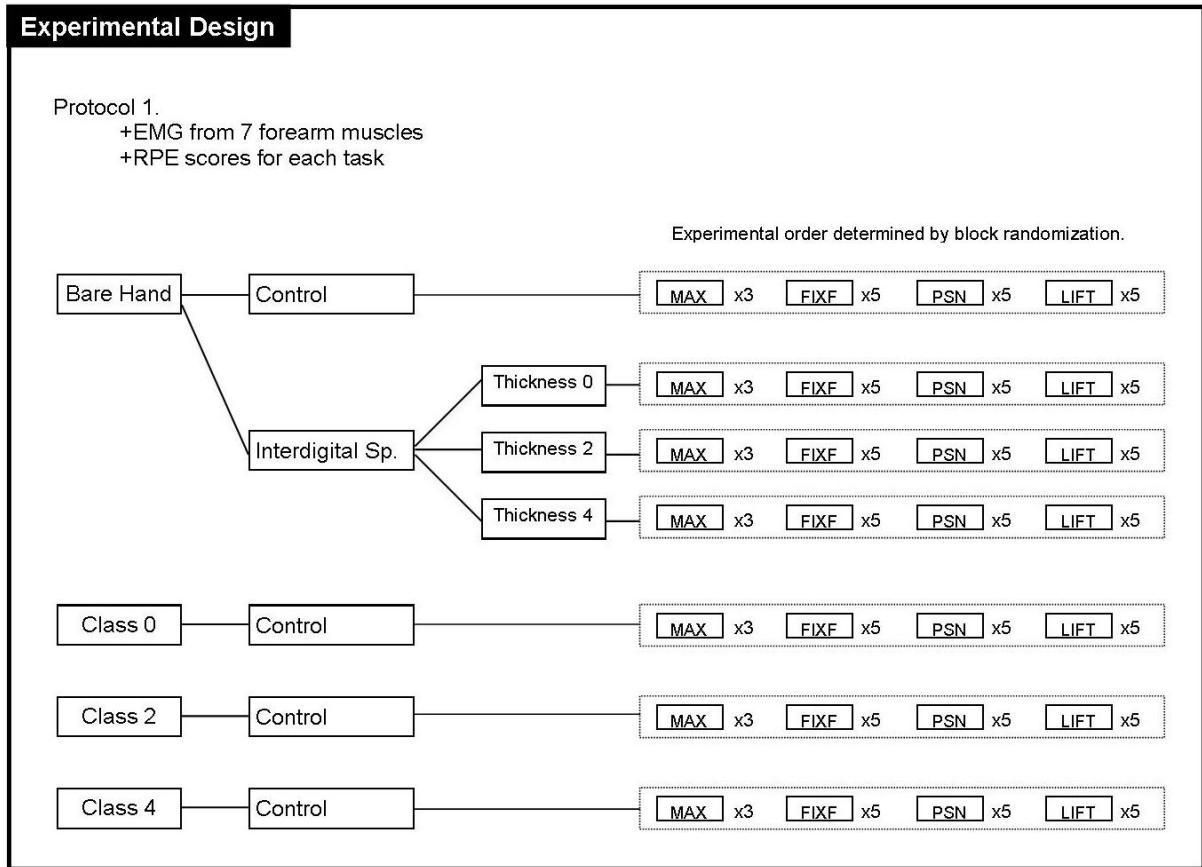 Experimental Design
Protocol 1.
+EMG from 7 forearm muscles
+RPE scores for each task
Experimental order determined by block randomization.
Bare Hand Control MAX x3 FIXF x5 PSN x5 LIFT x5
Thickness 0 MAX x3 FIXF x5 PSN x5 LIFT x5
Interdigital Sp. Thickness 2 MAX x3 FIXF x5 PSN x5 LIFT x5
Thickness 4 MAX x3 FIXF x5 PSN x5 LIFT x5
Class 0 Control MAX x3 FIXF x5 PSN x5 LIFT x5
Class 2 Control MAX x3 FIXF x5 PSN x5 LIFT x5
Class 4 Control MAX x3 FIXF x5 PSN x5 LIFT x5